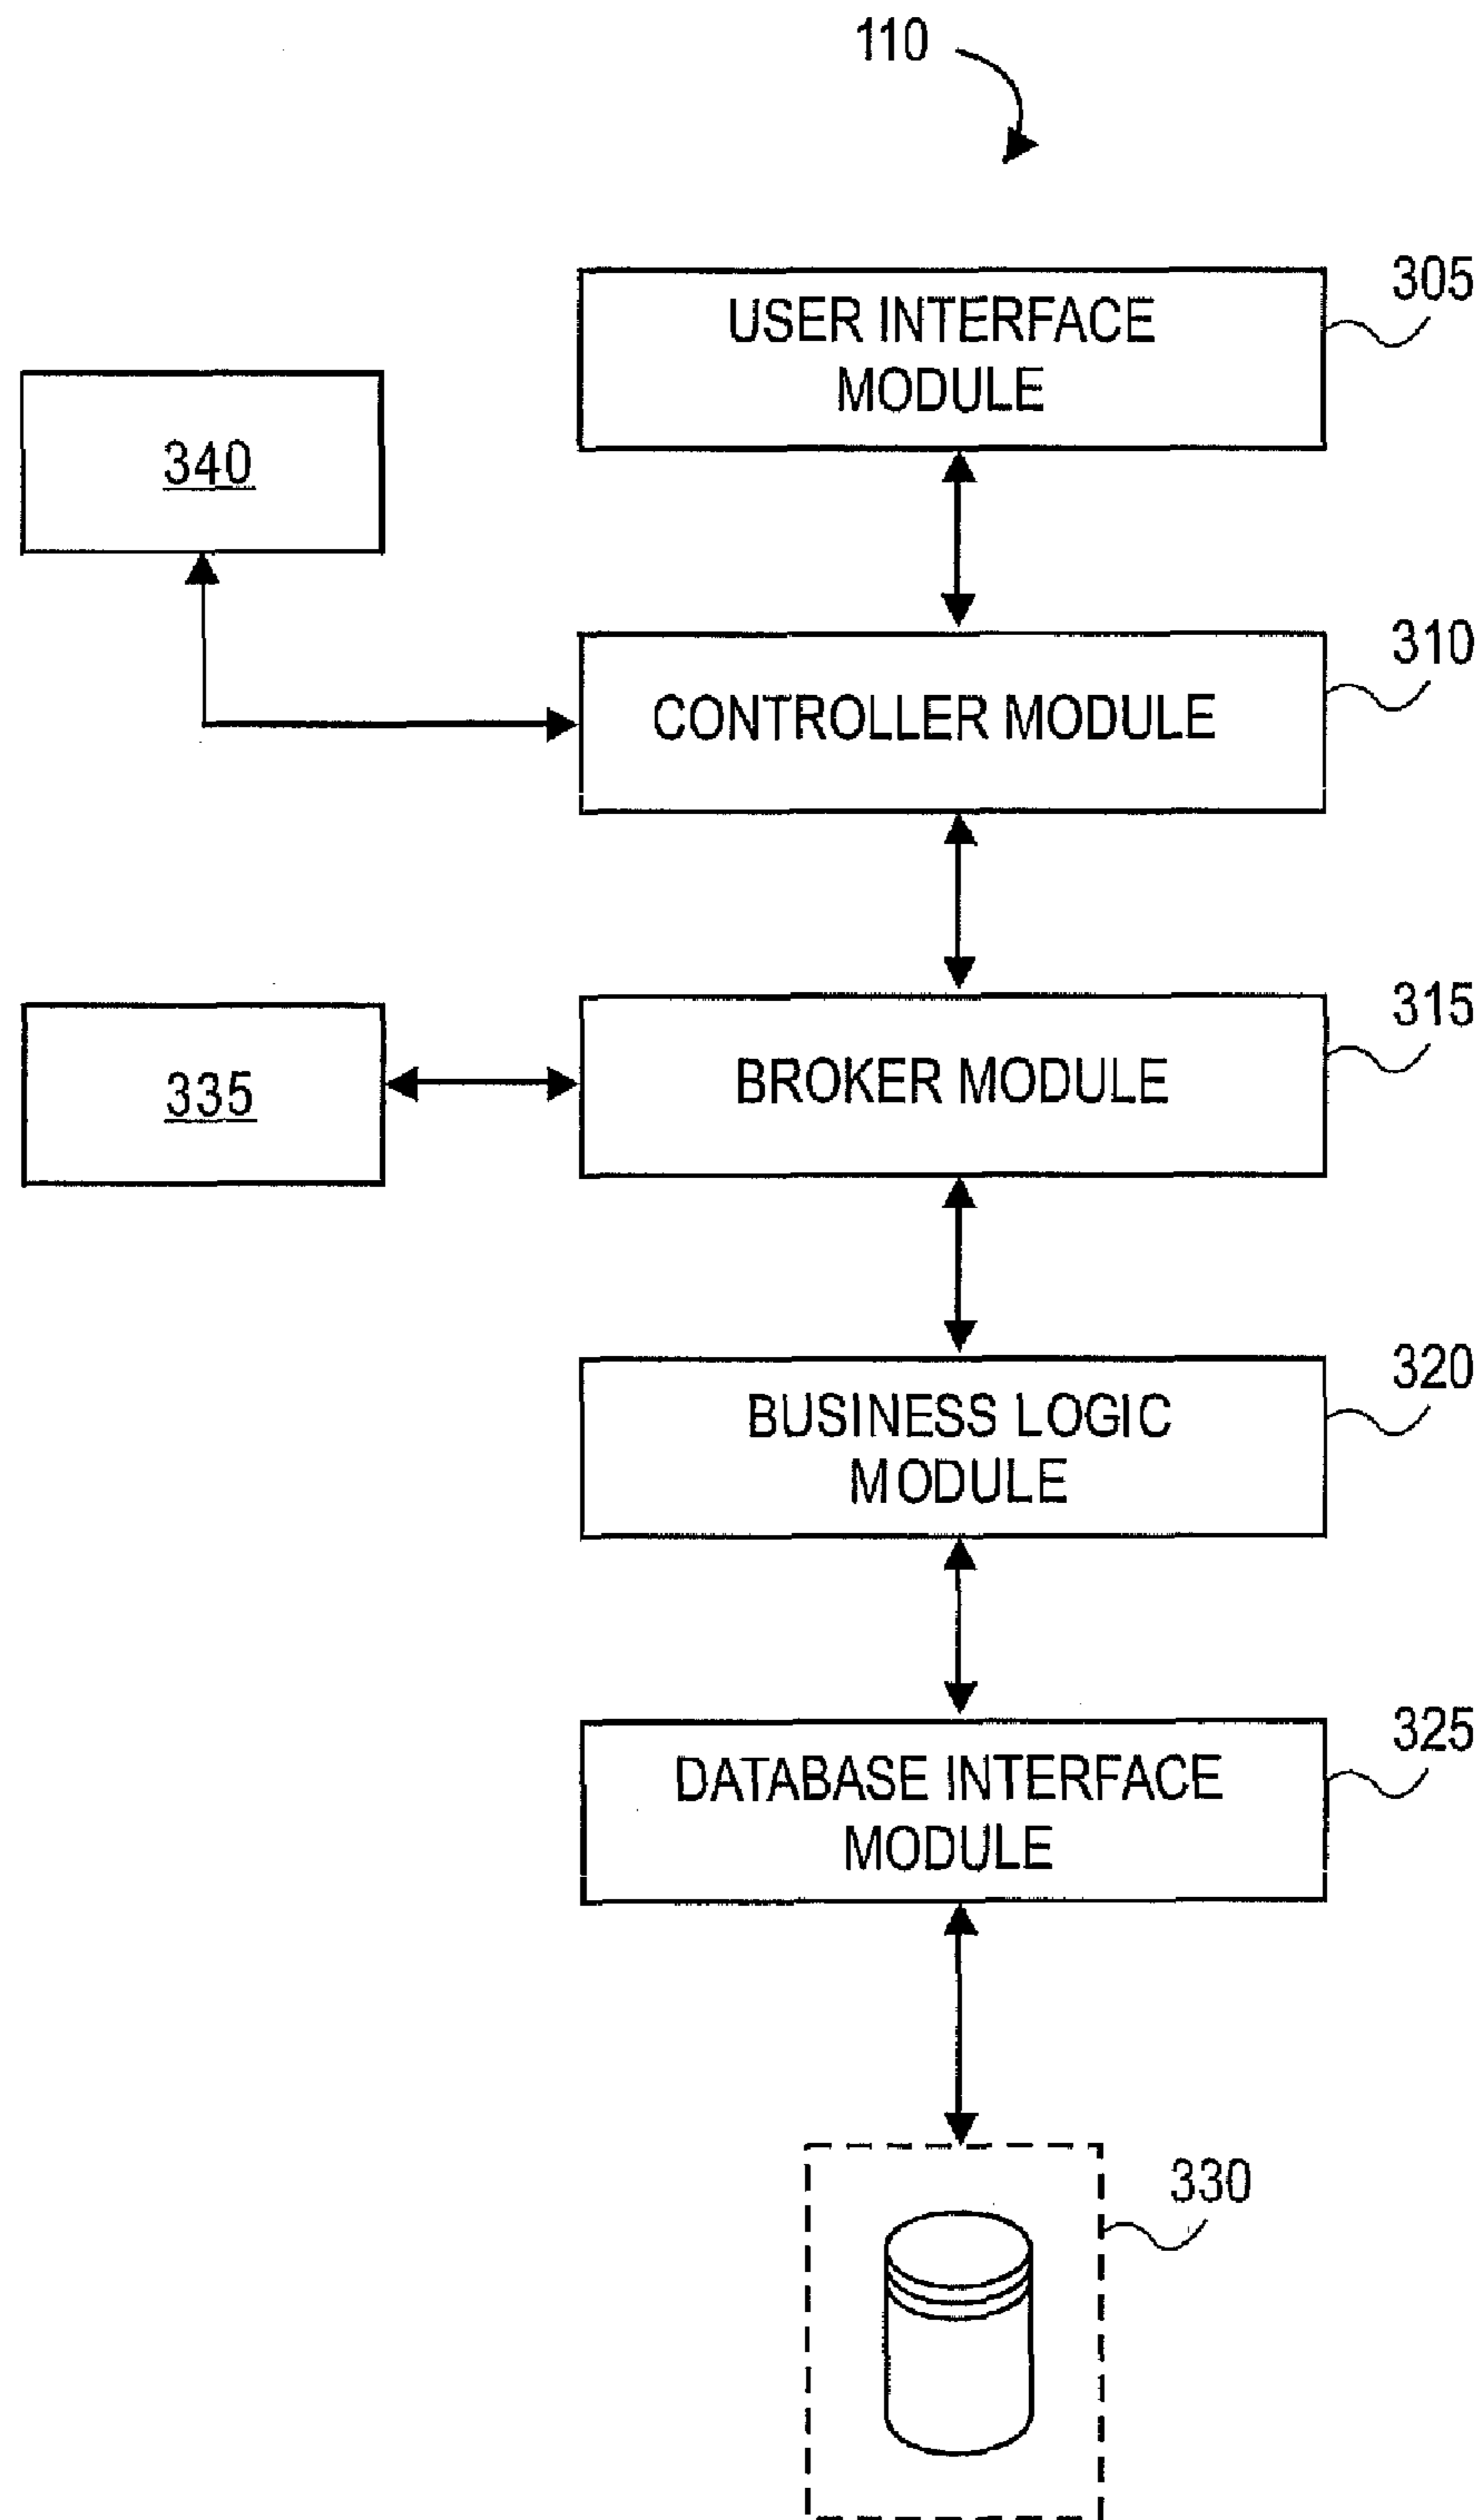 110
305
USER INTERFACE
MODULE
340
310
CONTROLLER MODULE
315
BROKER MODULE
335
320
BUSINESS LOGIC
MODULE
325
DATABASE INTERFACE
MODULE
330